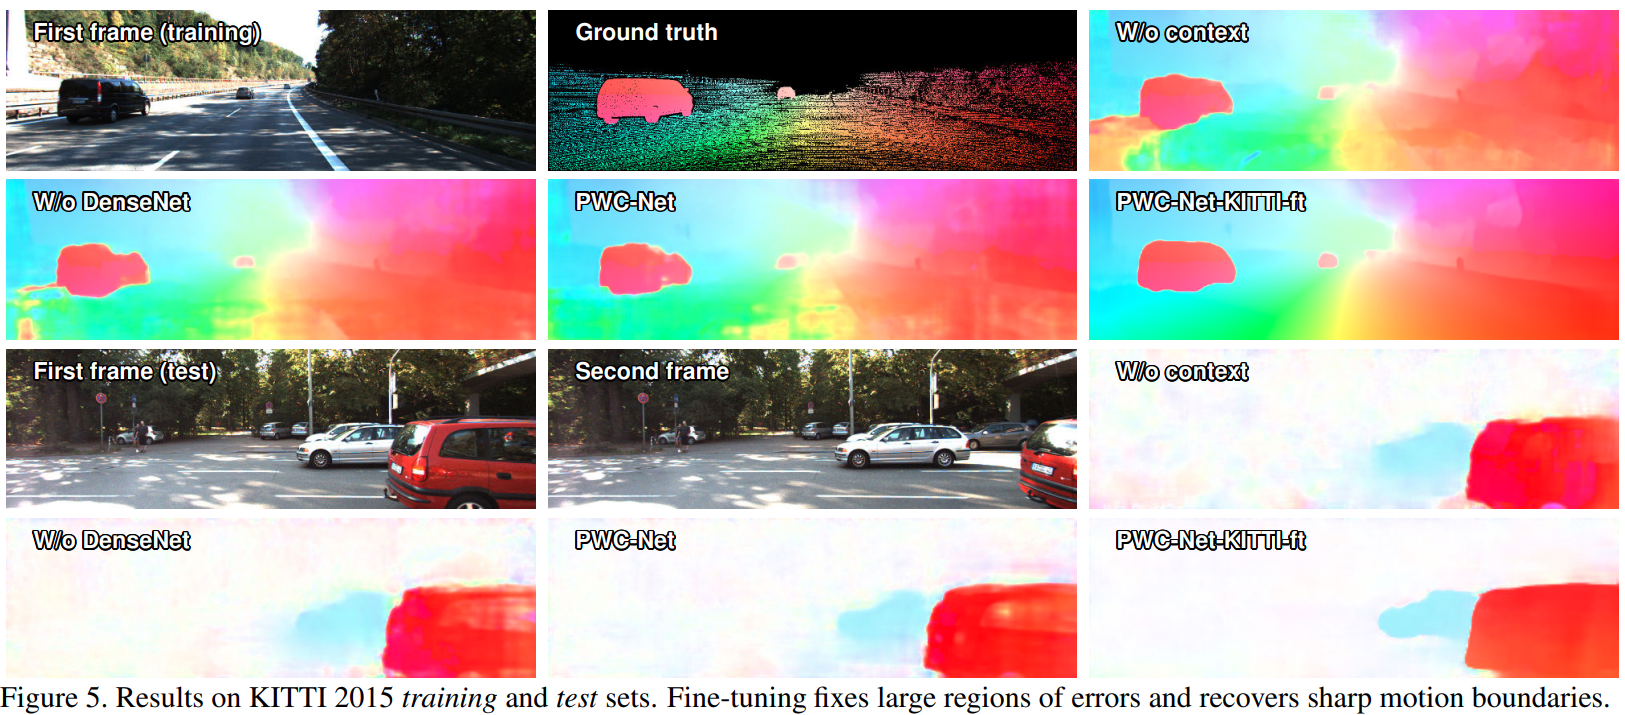 First frame (training)
Ground truth
W/o context
W/o DenseNet
PWC-Net
PWC-Net-KITTI-ft
First frame (test)
Second frame
W/o context
W/o DenseNet
PWC-Net
PWC-Net-KITTI-ft
Figure 5. Results on KITTI 2015 training and test sets. Fine-tuning fixes large regions of errors and recovers sharp motion boundaries.